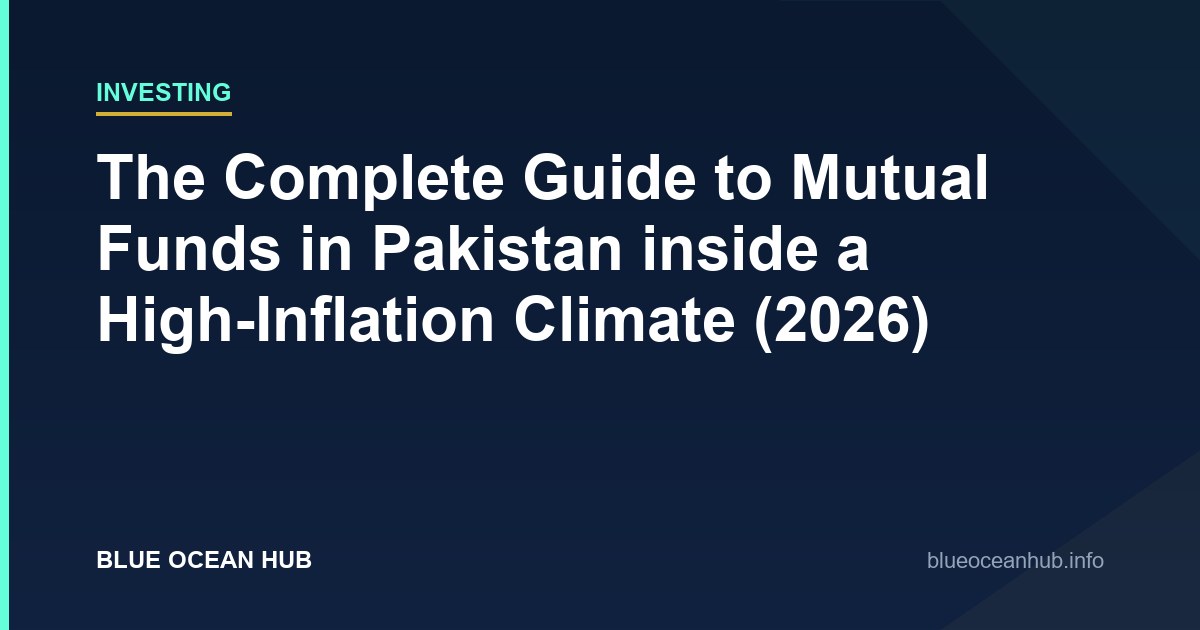 INVESTING
The Complete Guide to Mutual
Funds in Pakistan inside a
High-Inflation Climate (2026)
BLUE OCEAN HUB
blueoceanhub.info